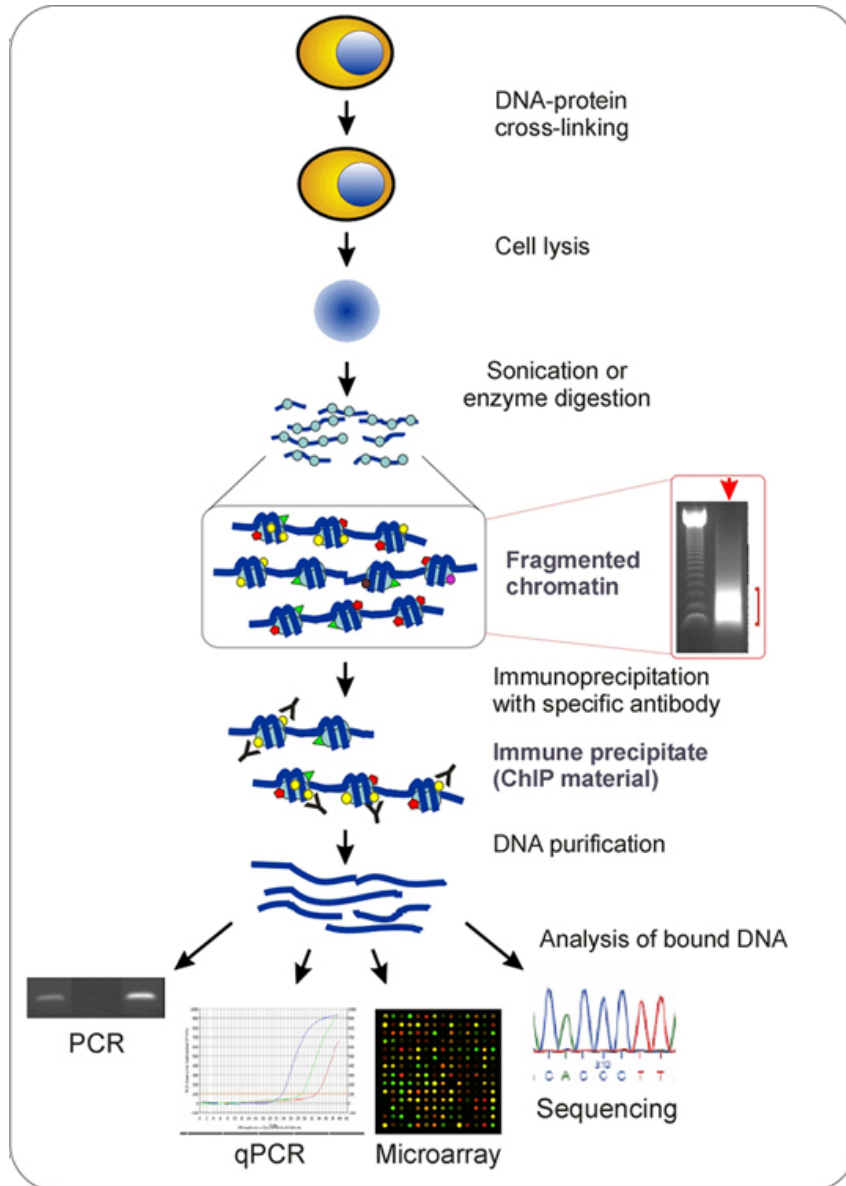 DNA-protein
cross-linking
Cell lysis
Sonication or
enzyme digestion
Fragmented
chromatin
Immunoprecipitation
with specific antibody
Immune precipitate
(ChIP material)
DNA purification
Analysis of bound DNA
PCR
qPCR
Microarray
310
C A C C C T T
Sequencing